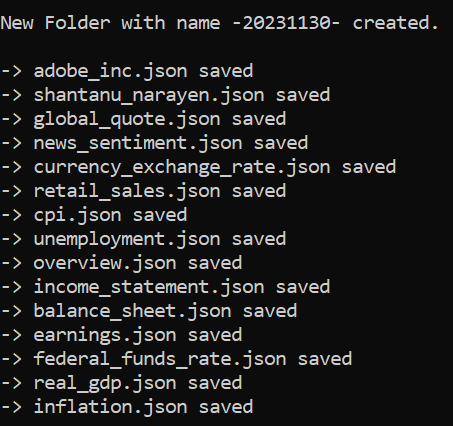 New Folder with name -20231130- created.
-> adobe_inc.json saved
-> shantanu_narayen.json saved
-> global_quote.json saved
-> news_sentiment.json saved
-> currency_exchange_rate.json saved
-> retail_sales.json saved
-> cpi.json saved
-> unemployment.json saved
-> overview.json saved
-> income_statement.json saved
-> balance_sheet.json saved
-> earnings.json saved
-> federal_funds_rate.json saved
-> real_gdp.json saved
-> inflation.json saved